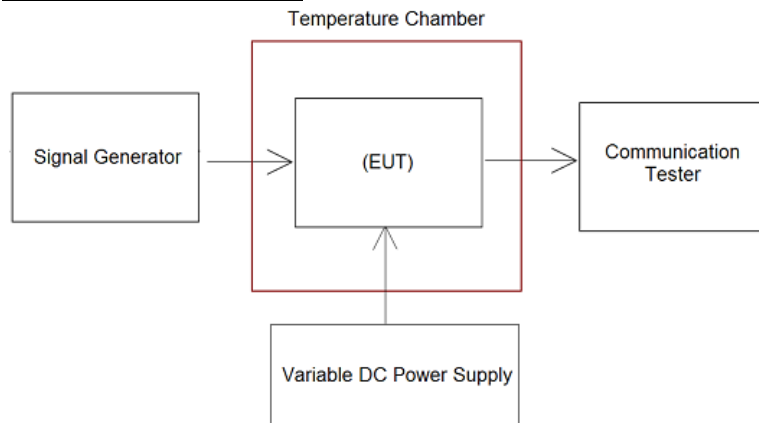 Temperature Chamber
Signal Generator
(EUT)
Communication
Tester
Variable DC Power Supply